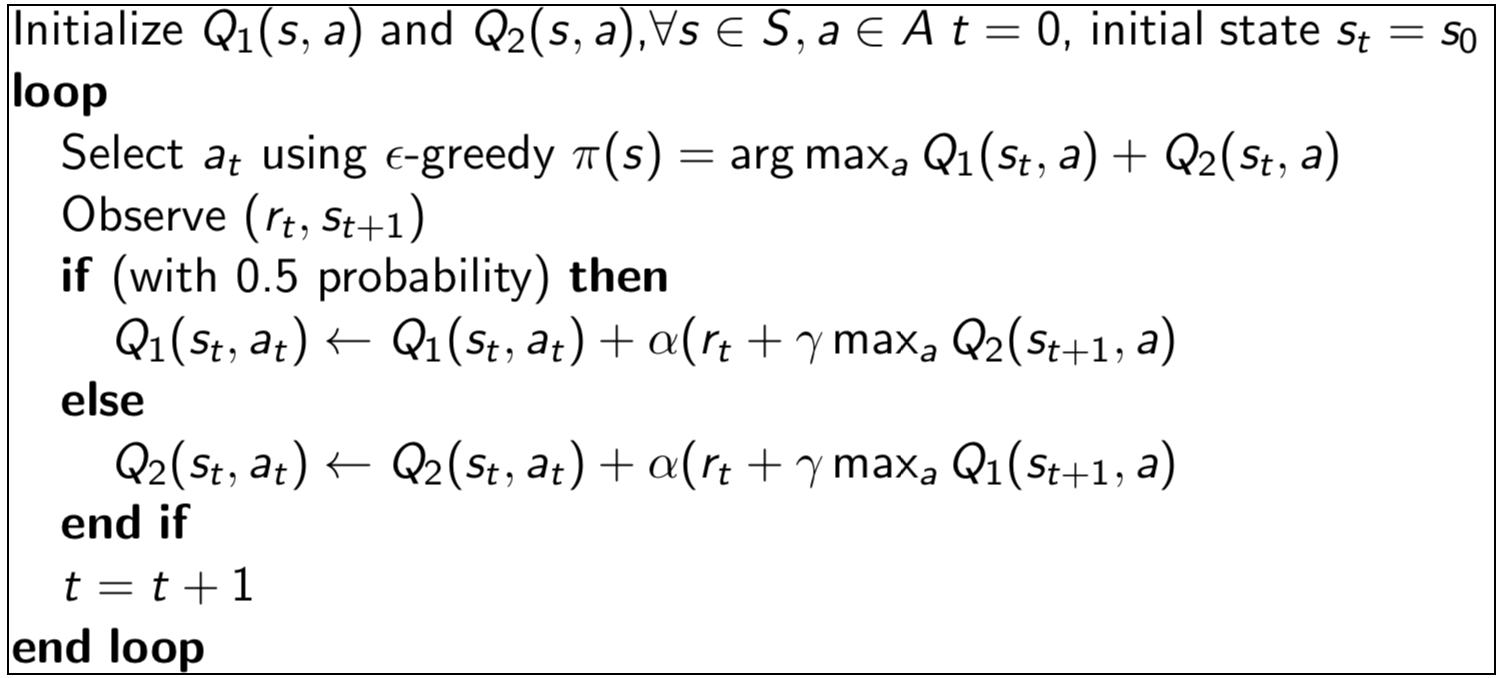 Initialize Q₁(s, a) and Q₂(s, a),∀s ∈ S, a ∈ A t = 0, initial state sₜ = s₀
loop
Select aₜ using ϵ-greedy π(s) = arg maxₐ Q₁(sₜ, a) + Q₂(sₜ, a)
Observe (rₜ, sₜ₊₁)
if (with 0.5 probability) then
Q₁(sₜ, aₜ) ← Q₁(sₜ, aₜ) + α(rₜ + γ maxₐ Q₂(sₜ₊₁, a)
else
Q₂(sₜ, aₜ) ← Q₂(sₜ, aₜ) + α(rₜ + γ maxₐ Q₁(sₜ₊₁, a)
end if
t = t + 1
end loop